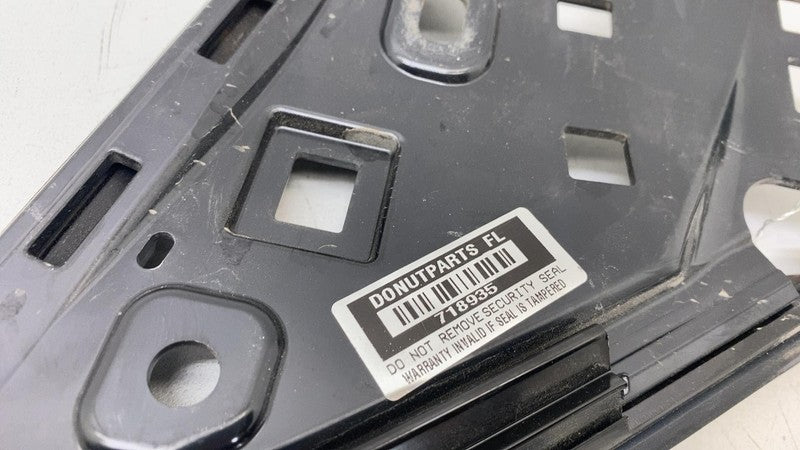 DONUTPARTS FL
718935
DO NOT REMOVE SECURITY SEAL
WARRANTY INVALID IF SEAL IS TAMPERED